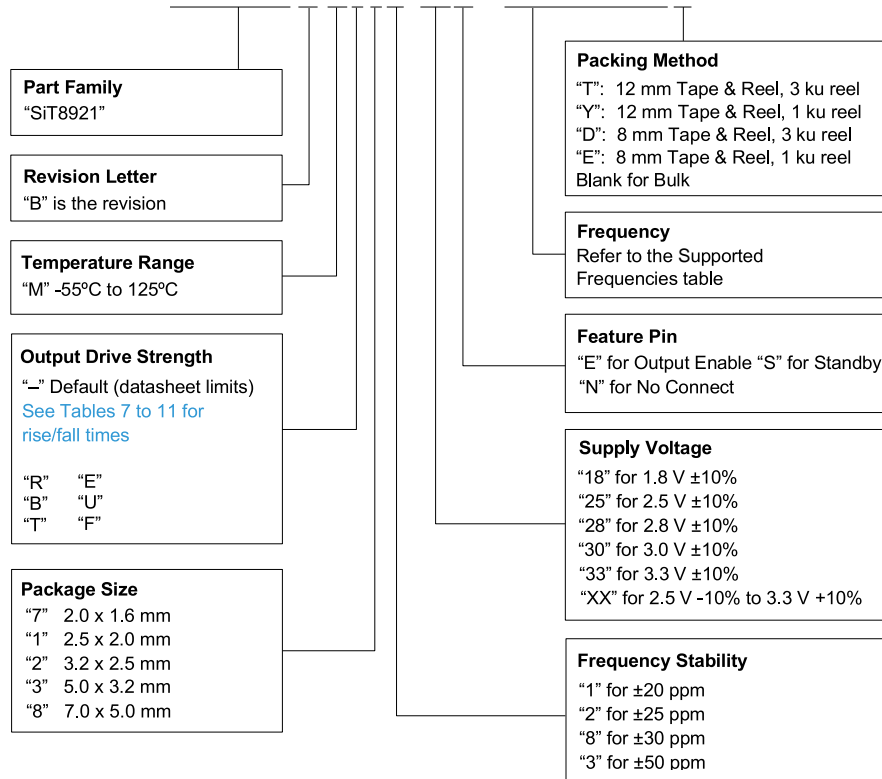 Part Family
“SiT8921”
Revision Letter
“B” is the revision
Temperature Range
“M” -55ºC to 125ºC
Output Drive Strength
“–” Default (datasheet limits)
See Tables 7 to 11 for
rise/fall times
“R” “E”
“B” “U”
“T” “F”
Package Size
“7” 2.0 x 1.6 mm
“1” 2.5 x 2.0 mm
“2” 3.2 x 2.5 mm
“3” 5.0 x 3.2 mm
“8” 7.0 x 5.0 mm
Packing Method
“T”: 12 mm Tape & Reel, 3 ku reel
“Y”: 12 mm Tape & Reel, 1 ku reel
“D”: 8 mm Tape & Reel, 3 ku reel
“E”: 8 mm Tape & Reel, 1 ku reel
Blank for Bulk
Frequency
Refer to the Supported
Frequencies table
Feature Pin
“E” for Output Enable “S” for Standby
“N” for No Connect
Supply Voltage
“18” for 1.8 V ±10%
“25” for 2.5 V ±10%
“28” for 2.8 V ±10%
“30” for 3.0 V ±10%
“33” for 3.3 V ±10%
“XX” for 2.5 V -10% to 3.3 V +10%
Frequency Stability
“1” for ±20 ppm
“2” for ±25 ppm
“8” for ±30 ppm
“3” for ±50 ppm